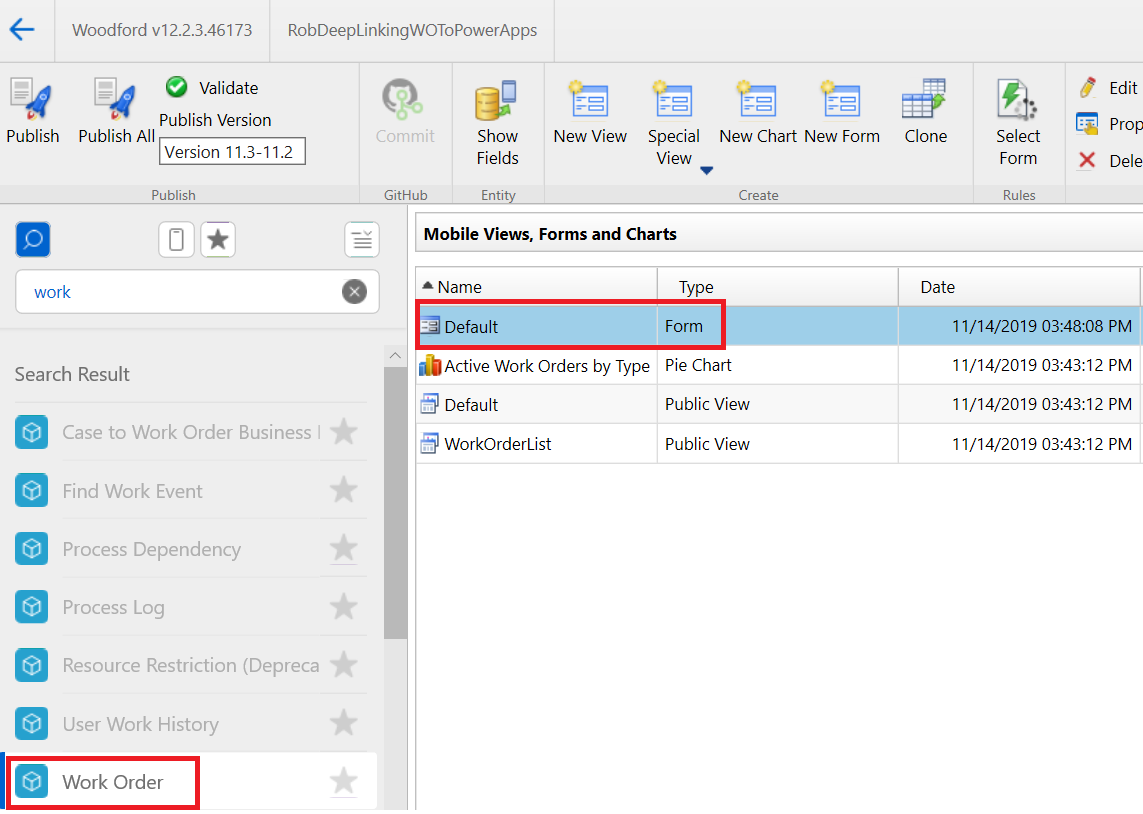 Woodford v12.2.3.46173
RobDeepLinkingWOToPowerApps
Publish
Publish All
Validate
Publish Version
Version 11.3-11.2
Publish
Commit
GitHub
Show
Fields
Entity
New View
Special
View
New Chart
New Form
Clone
Create
Select
Form
Rules
Edit
Prop
Dele
work
Search Result
Case to Work Order Business
Find Work Event
Process Dependency
Process Log
Resource Restriction (Depreca
User Work History
Work Order
Mobile Views, Forms and Charts
Name Type Date
Default Form 11/14/2019 03:48:08 PM
Active Work Orders by Type Pie Chart 11/14/2019 03:43:12 PM
Default Public View 11/14/2019 03:43:12 PM
WorkOrderList Public View 11/14/2019 03:43:12 PM